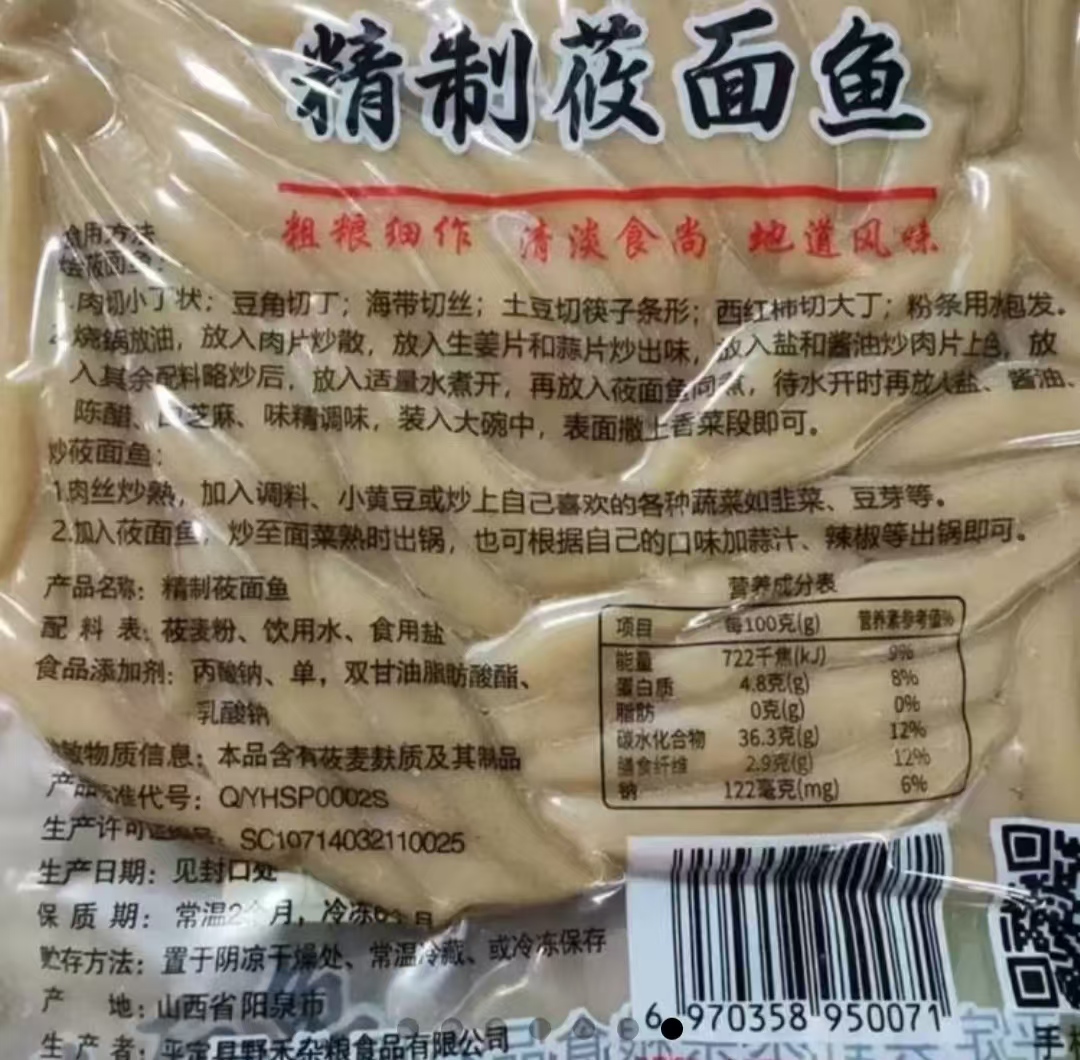 精制莜面鱼
粗粮细作 清淡食尚 地道风味
食用方法
烩莜面鱼：
1.肉切小丁状；豆角切丁；海带切丝；土豆切筷子条形；西红柿切大丁；粉条用水泡发。
2.烧锅放油，放入肉片炒散，放入生姜片和蒜片炒出味，放入盐和酱油炒肉片上色，放
入其余配料略炒后，放入适量水煮开，再放入莜面鱼同煮，待水开时再放入盐、酱油、
陈醋、白芝麻、味精调味，装入大碗中，表面撒上香菜段即可。
炒莜面鱼：
1.肉丝炒熟，加入调料、小黄豆或炒上自己喜欢的各种蔬菜如韭菜、豆芽等。
2.加入莜面鱼，炒至面菜熟时出锅，也可根据自己的口味加蒜汁、辣椒等出锅即可。
产品名称：精制莜面鱼
配 料 表：莜麦粉、饮用水、食用盐
食品添加剂：丙酸钠、单，双甘油脂肪酸酯、
乳酸钠
敏物质信息：本品含有莜麦麸质及其制品
产品标准代号：Q/YHSP0002S
生产许可证编号：SC10714032110025
生产日期：见封口处
保 质 期：常温2个月，冷冻6个月
贮存方法：置于阴凉干燥处、常温冷藏、或冷冻保存
产 地：山西省阳泉市
生 产 者：平定县野禾杂粮食品有限公司
营养成分表
项目 每100克(g) 营养素参考值%
能量 722千焦(kJ) 9%
蛋白质 4.8克(g) 8%
脂肪 0克(g) 0%
碳水化合物 36.3克(g) 12%
膳食纤维 2.9克(g) 12%
钠 122毫克(mg) 6%
6 970358 950071
手